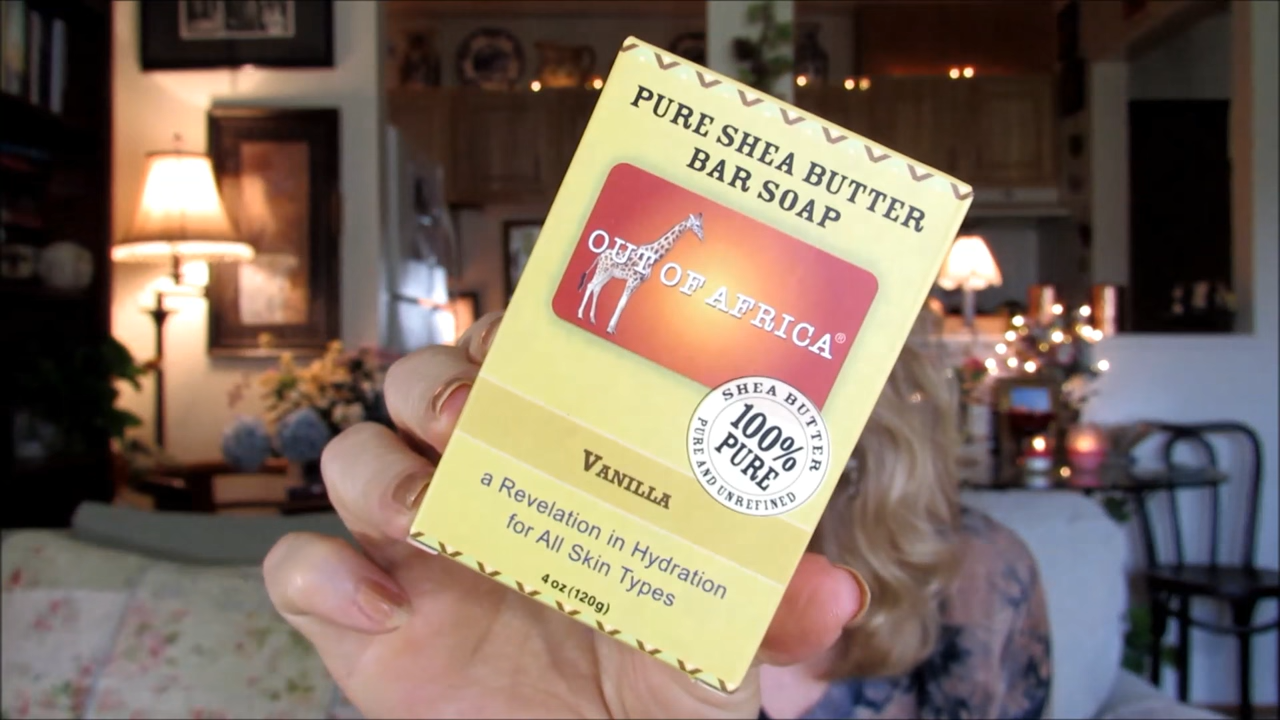 PURE SHEA BUTTER
BAR SOAP
OUT OF AFRICA®
SHEA BUTTER
100%
PURE
PURE AND UNREFINED
VANILLA
a Revelation in Hydration
for All Skin Types
4 oz (120g)